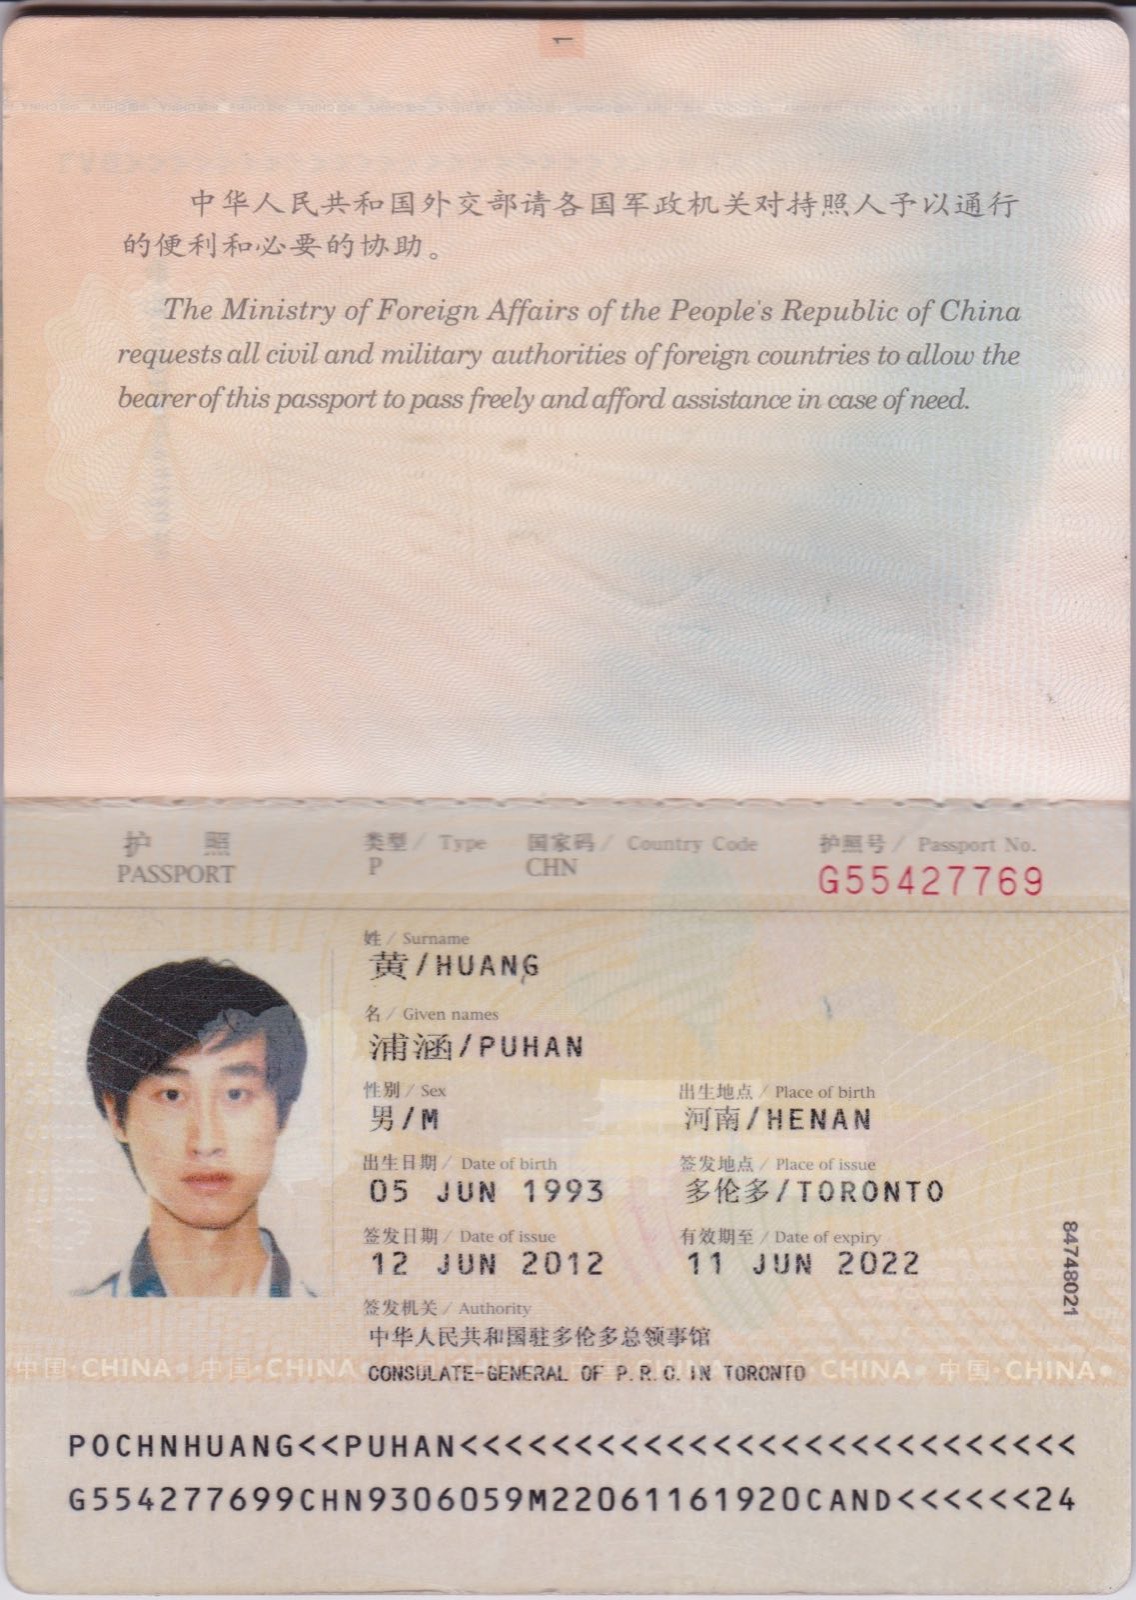 1
中华人民共和国外交部请各国军政机关对持照人予以通行
的便利和必要的协助。
The Ministry of Foreign Affairs of the People's Republic of China
requests all civil and military authorities of foreign countries to allow the
bearer of this passport to pass freely and afford assistance in case of need.
护 照 类型 / Type 国家码 / Country Code 护照号 / Passport No.
PASSPORT P CHN G55427769
姓 / Surname
黄/HUANG
名 / Given names
浦涵/PUHAN
性别 / Sex 出生地点 / Place of birth
男/M 河南/HENAN
出生日期 / Date of birth 签发地点 / Place of issue
05 JUN 1993 多伦多/TORONTO
签发日期 / Date of issue 有效期至 / Date of expiry
12 JUN 2012 11 JUN 2022
84748021
签发机关 / Authority
中华人民共和国驻多伦多总领事馆
中国·CHINA 中国·CHINA CHINA 中国·CHINA
CONSULATE-GENERAL OF P.R.C.IN TORONTO
POCHNHUANG<<PUHAN<<<<<<<<<<<<<<<<<<<<<<<<<<<
G554277699CHN9306059M22061161920CAND<<<<<<24